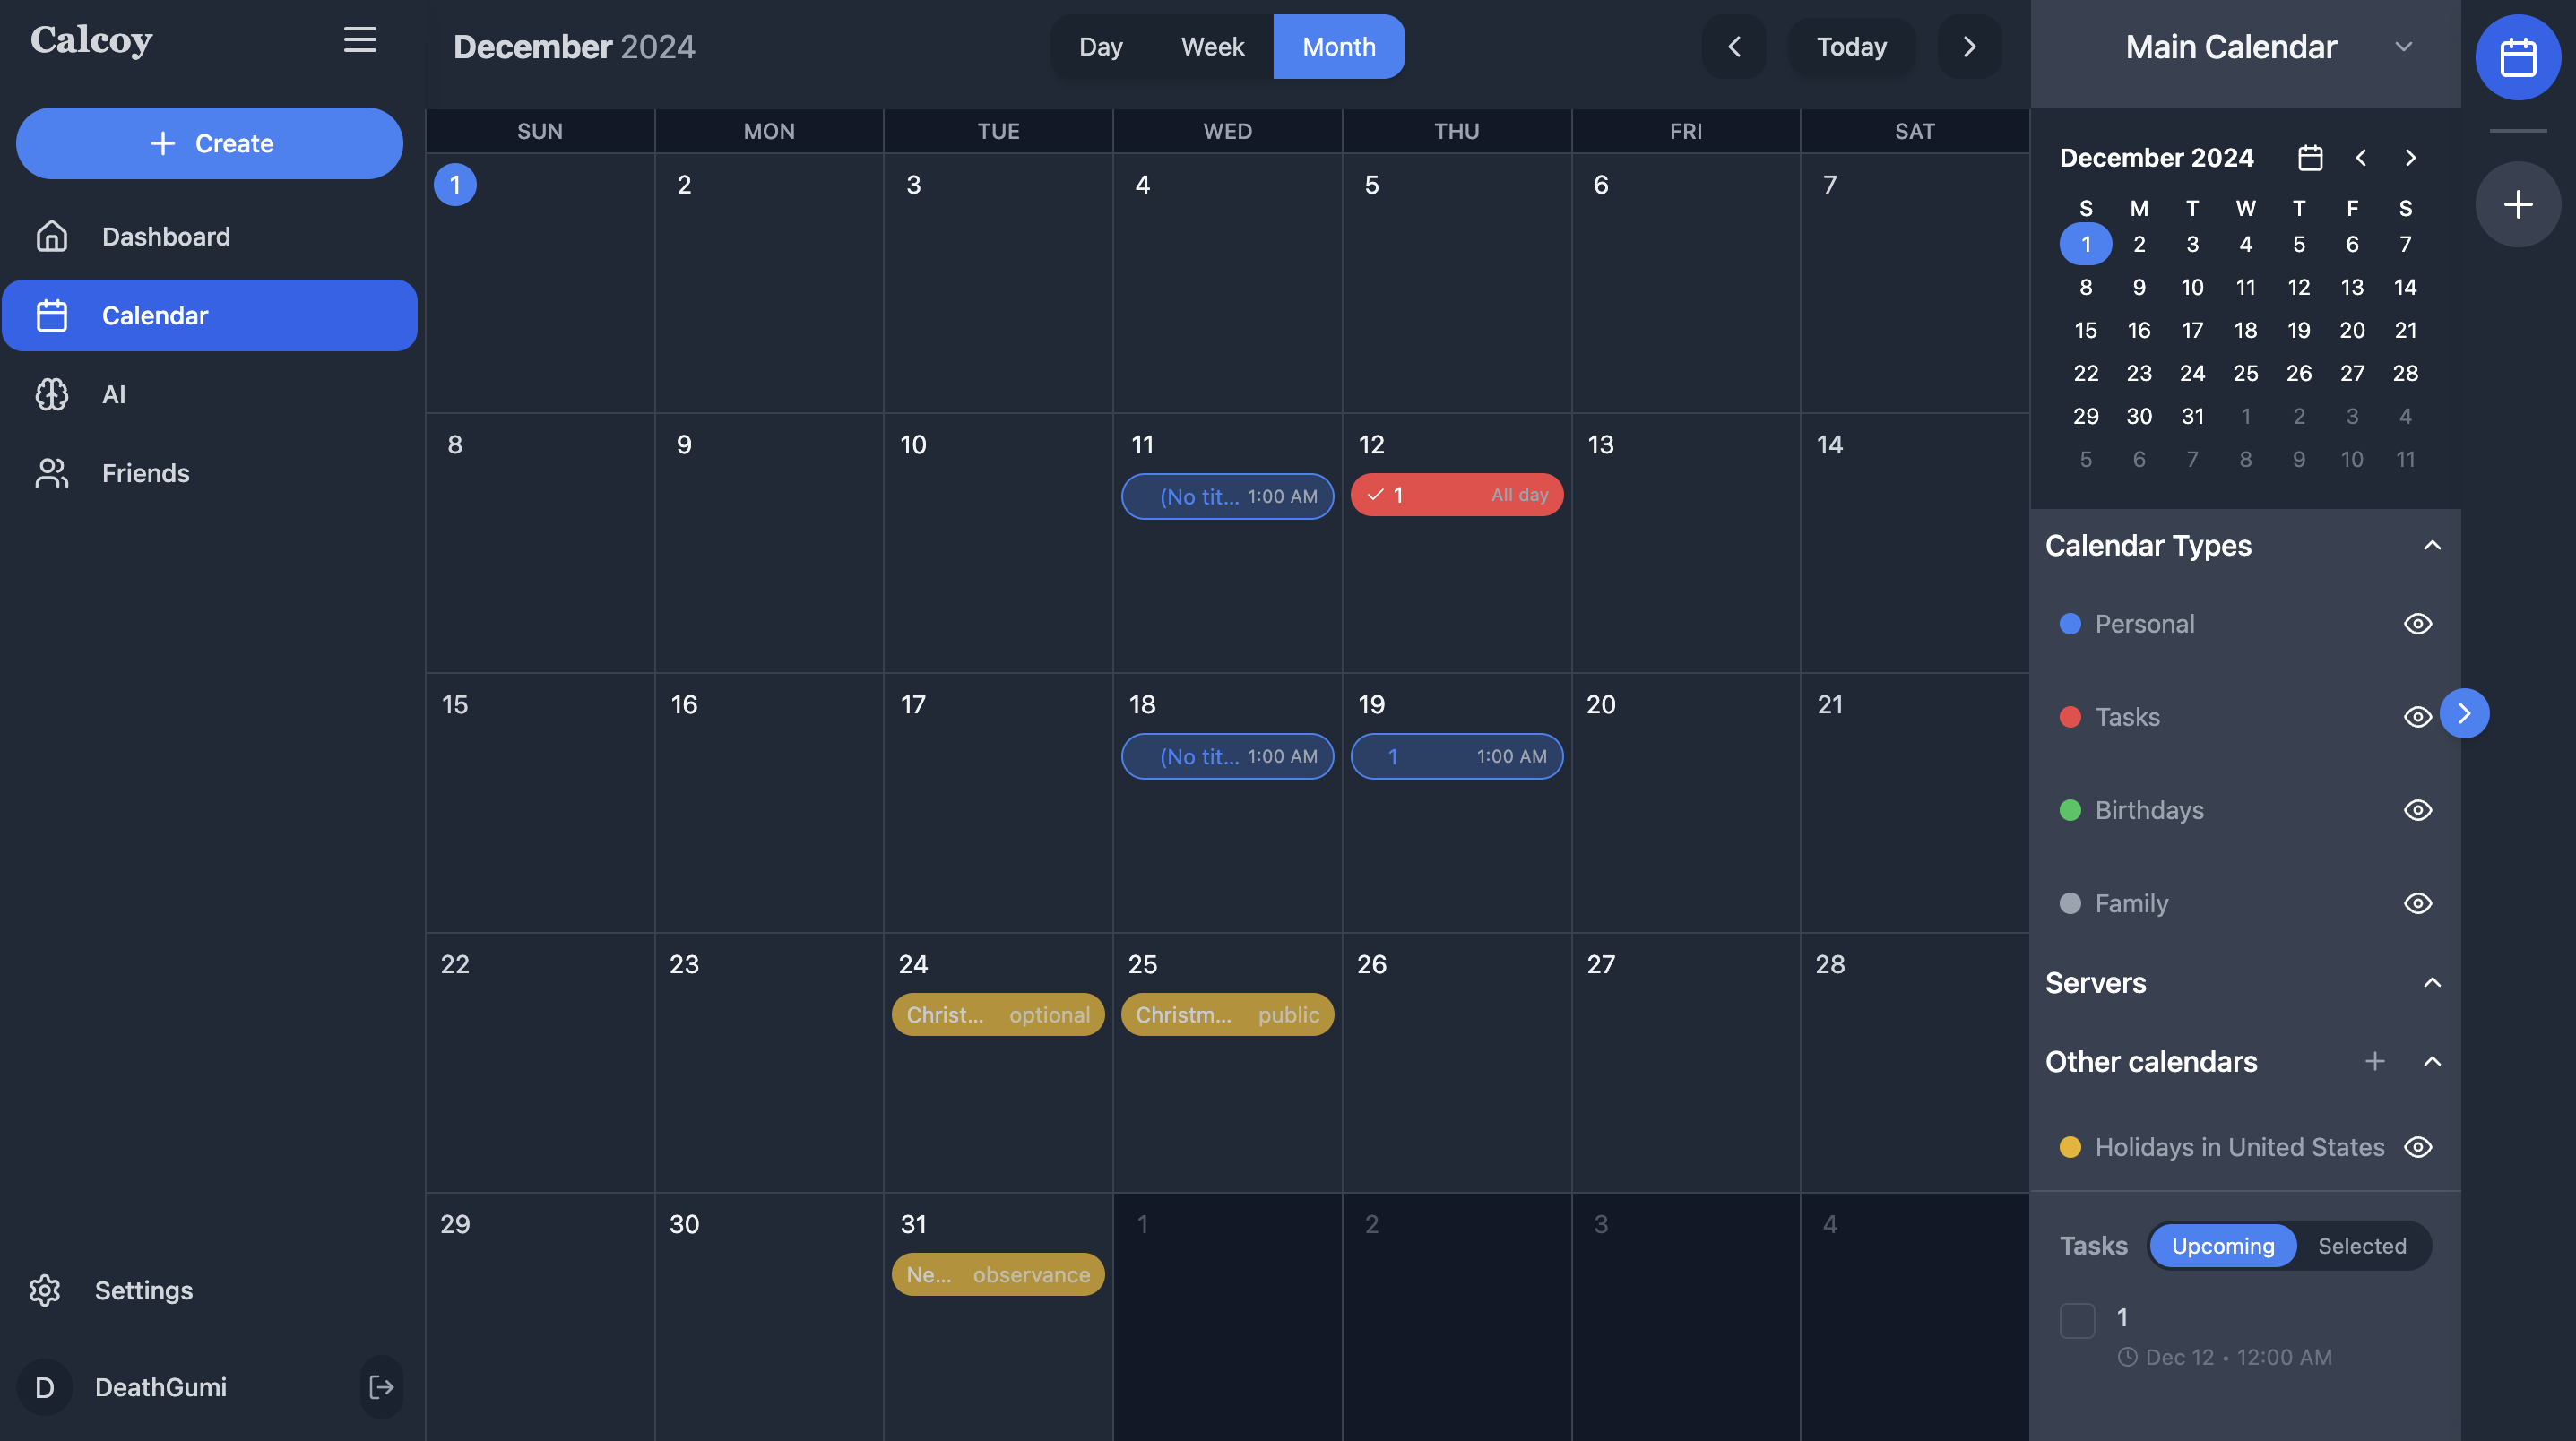 Calcoy
Create
Dashboard
Calendar
AI
Friends
Settings
D DeathGumi
December 2024
Day Week Month
Today
SUN MON TUE WED THU FRI SAT
1 2 3 4 5 6 7
8 9 10 11 12 13 14
(No tit... 1:00 AM
1 All day
15 16 17 18 19 20 21
(No tit... 1:00 AM
1 1:00 AM
22 23 24 25 26 27 28
Christ... optional
Christm... public
29 30 31 1 2 3 4
Ne... observance
Main Calendar
December 2024
S M T W T F S
1 2 3 4 5 6 7
8 9 10 11 12 13 14
15 16 17 18 19 20 21
22 23 24 25 26 27 28
29 30 31 1 2 3 4
5 6 7 8 9 10 11
Calendar Types
Personal
Tasks
Birthdays
Family
Servers
Other calendars
Holidays in United States
Tasks Upcoming Selected
1
Dec 12 • 12:00 AM